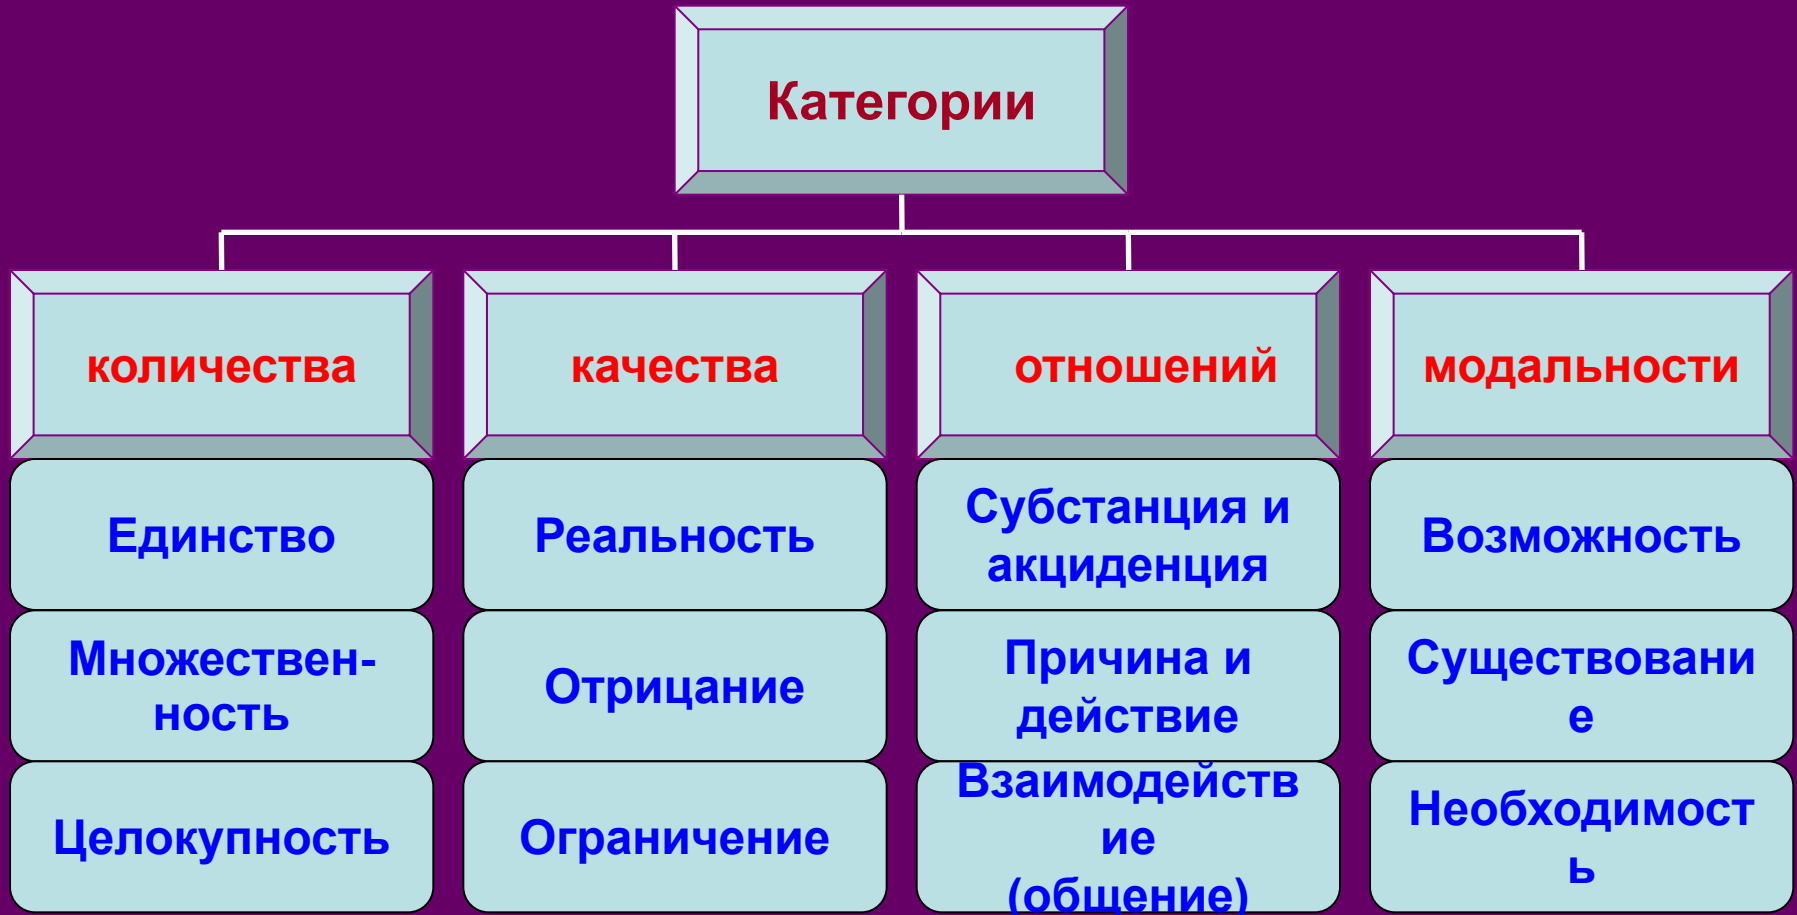 Категории
количества
качества
отношений
модальности
Единство
Реальность
Субстанция и
акциденция
Возможность
Множествен-
ность
Отрицание
Причина и
действие
Существовани
е
Целокупность
Ограничение
Взаимодейств
ие
(общение)
Необходимост
ь